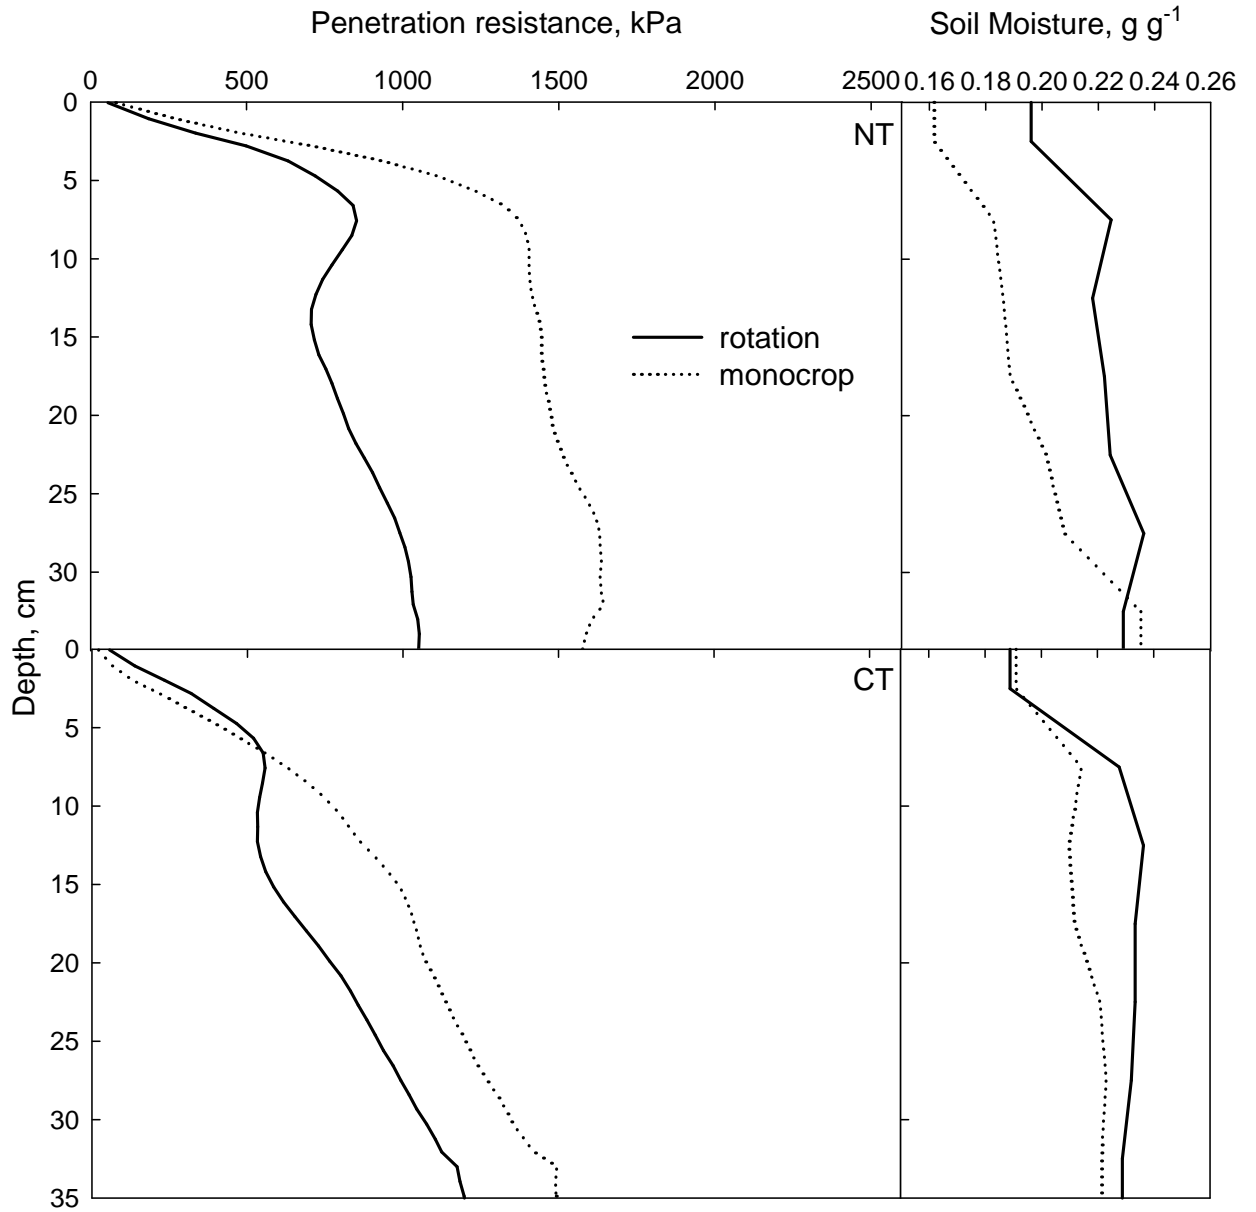 Penetration resistance, kPa
Soil Moisture, g g-1
0 500 1000 1500 2000 2500 0.16 0.18 0.20 0.22 0.24 0.26
0
NT
5
10
15
rotation
monocrop
20
25
30
Depth, cm
0
CT
5
10
15
20
25
30
35